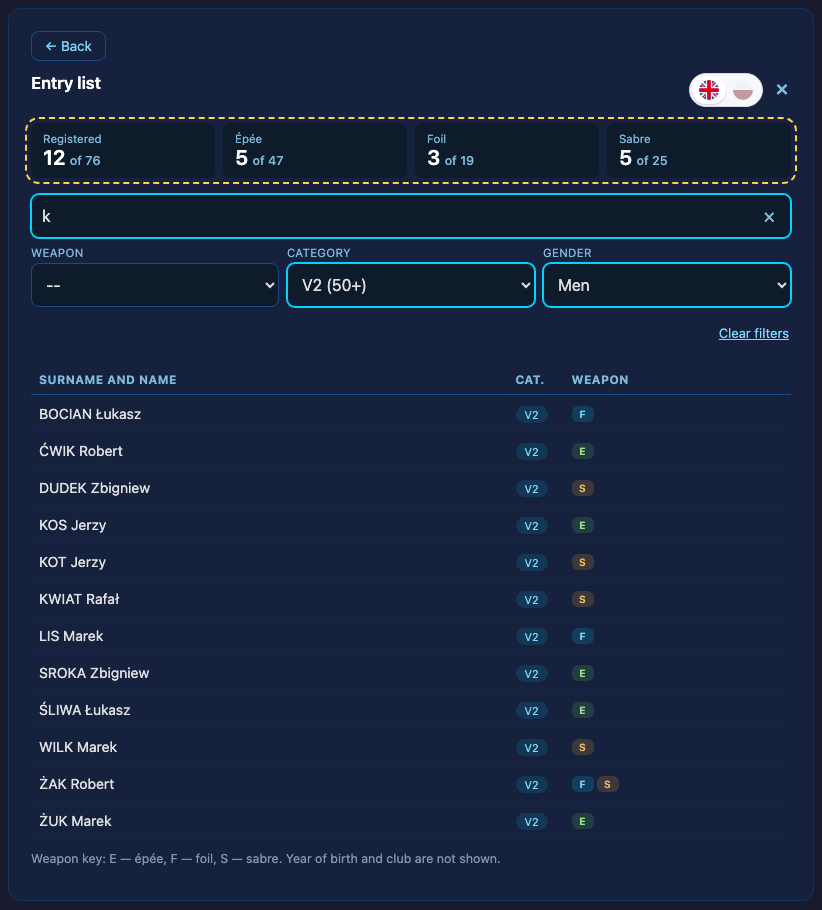 ← Back
Entry list
×
Registered Épée Foil Sabre
12 of 76 5 of 47 3 of 19 5 of 25
k ×
WEAPON CATEGORY GENDER
-- V2 (50+) Men
Clear filters
SURNAME AND NAME CAT. WEAPON
BOCIAN Łukasz V2 F
ĆWIK Robert V2 E
DUDEK Zbigniew V2 S
KOS Jerzy V2 E
KOT Jerzy V2 S
KWIAT Rafał V2 S
LIS Marek V2 F
SROKA Zbigniew V2 E
ŚLIWA Łukasz V2 E
WILK Marek V2 S
ŻAK Robert V2 F S
ŻUK Marek V2 E
Weapon key: E — épée, F — foil, S — sabre. Year of birth and club are not shown.